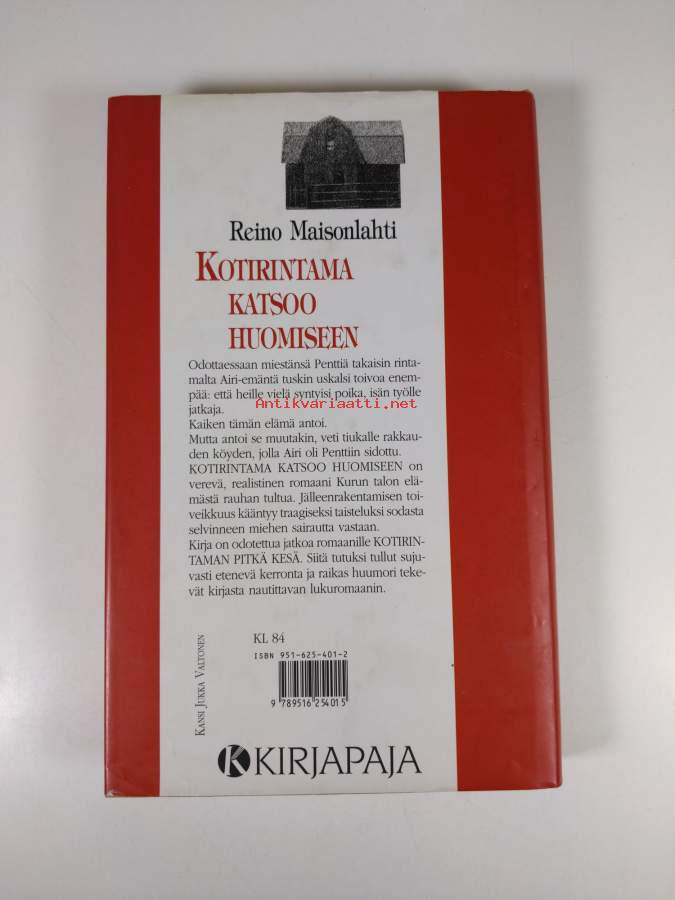 Reino Maisonlahti
KOTIRINTAMA
KATSOO
HUOMISEEN
Odottaessaan miestänsä Penttiä takaisin rinta-
malta Airi-emäntä tuskin uskalsi toivoa enem-
pää: että heille vielä syntyisi poika, isän työlle
jatkaja.
Antikvariaatti.net
Kaiken tämän elämä antoi.
Mutta antoi se muutakin, veti tiukalle rakkau-
den köyden, jolla Airi oli Penttiin sidottu.
KOTIRINTAMA KATSOO HUOMISEEN on
verevä, realistinen romaani Kurun talon elä-
mästä rauhan tultua. Jälleenrakentamisen toi-
veikkuus kääntyy traagiseksi taisteluksi sodasta
selvinneen miehen sairautta vastaan.
Kirja on odotettua jatkoa romaanille KOTIRIN-
TAMAN PITKÄ KESÄ. Siitä tutuksi tullut suju-
vasti etenevä kerronta ja raikas huumori teke-
vät kirjasta nautittavan lukuromaanin.
KANSI JUKKA VALTONEN
KL 84
ISBN 951-625-401-2
9 789516 254015
K KIRJAPAJA